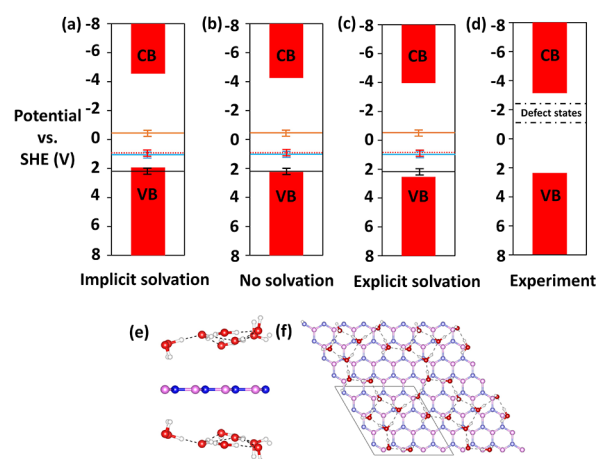 (a) (b) (c) (d)
-8 -8 -8 -8
CB CB CB CB
-6 -6 -6 -6
-4 -4 -4 -4
-2 -2 -2 -2
Defect states
Potential
vs.
SHE (V)
0 0 0 0
2 2 2 2
VB VB VB VB
4 4 4 4
6 6 6 6
8 8 8 8
Implicit solvation No solvation Explicit solvation Experiment
(e) (f)